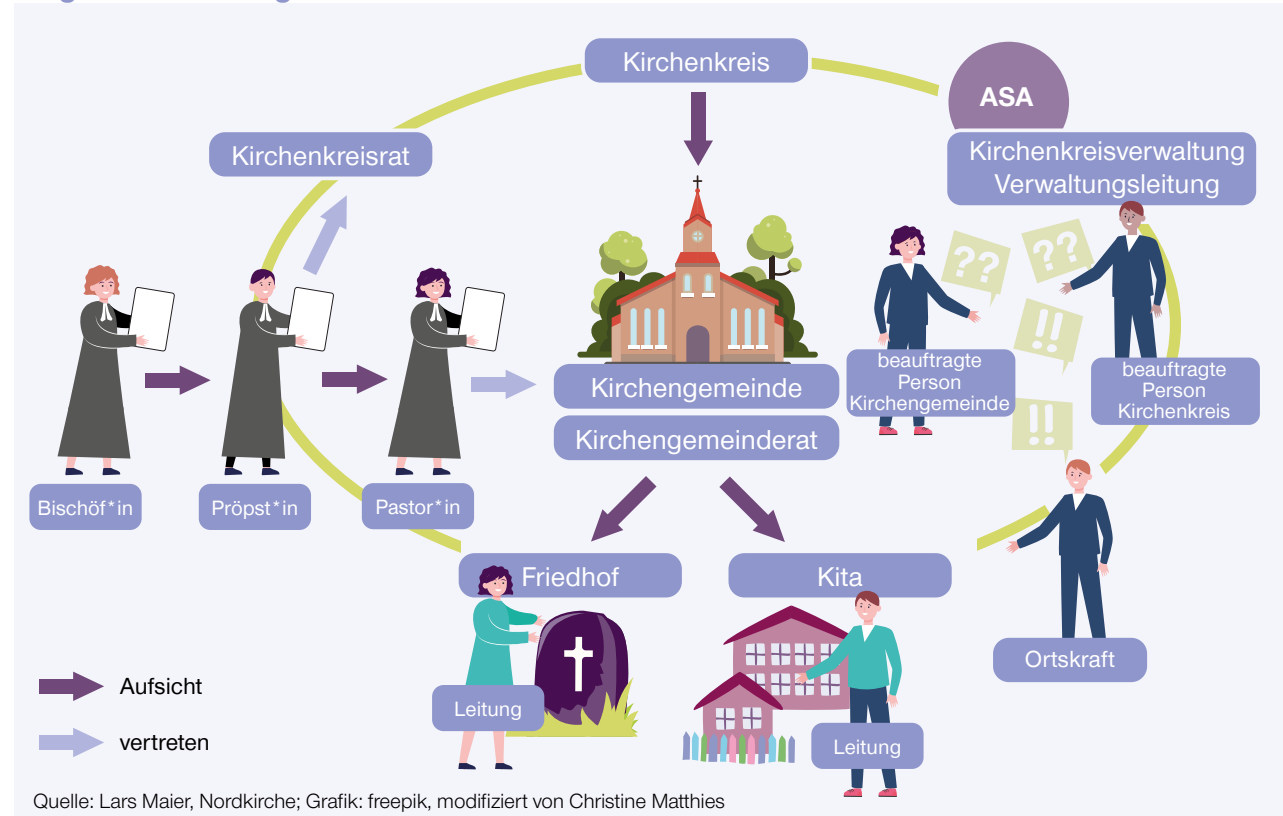 Kirchenkreis
ASA
Kirchenkreisrat
Kirchenkreisverwaltung
Verwaltungsleitung
??
??
!!
!!
beauftragte
Person
Kirchengemeinde
beauftragte
Person
Kirchenkreis
Kirchengemeinde
Kirchengemeinderat
Bischöf*in
Pröpst*in
Pastor*in
Friedhof
Kita
Ortskraft
Leitung
Leitung
Aufsicht
vertreten
Quelle: Lars Maier, Nordkirche; Grafik: freepik, modifiziert von Christine Matthies